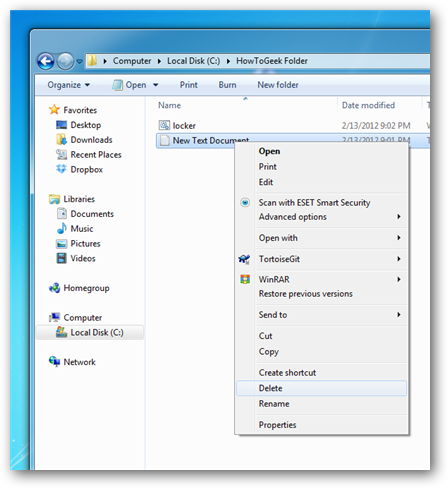 Computer Local Disk (C:) HowToGeek Folder
Organize Open Print Burn New folder
Favorites
Desktop
Downloads
Recent Places
Dropbox
Libraries
Documents
Music
Pictures
Videos
Homegroup
Computer
Local Disk (C:)
Network
Name Date modified T
locker 2/13/2012 9:02 PM
New Text Document 2/13/2012 9:01 PM T
Open
Print
Edit
Scan with ESET Smart Security
Advanced options
Open with
TortoiseGit
WinRAR
Restore previous versions
Send to
Cut
Copy
Create shortcut
Delete
Rename
Properties